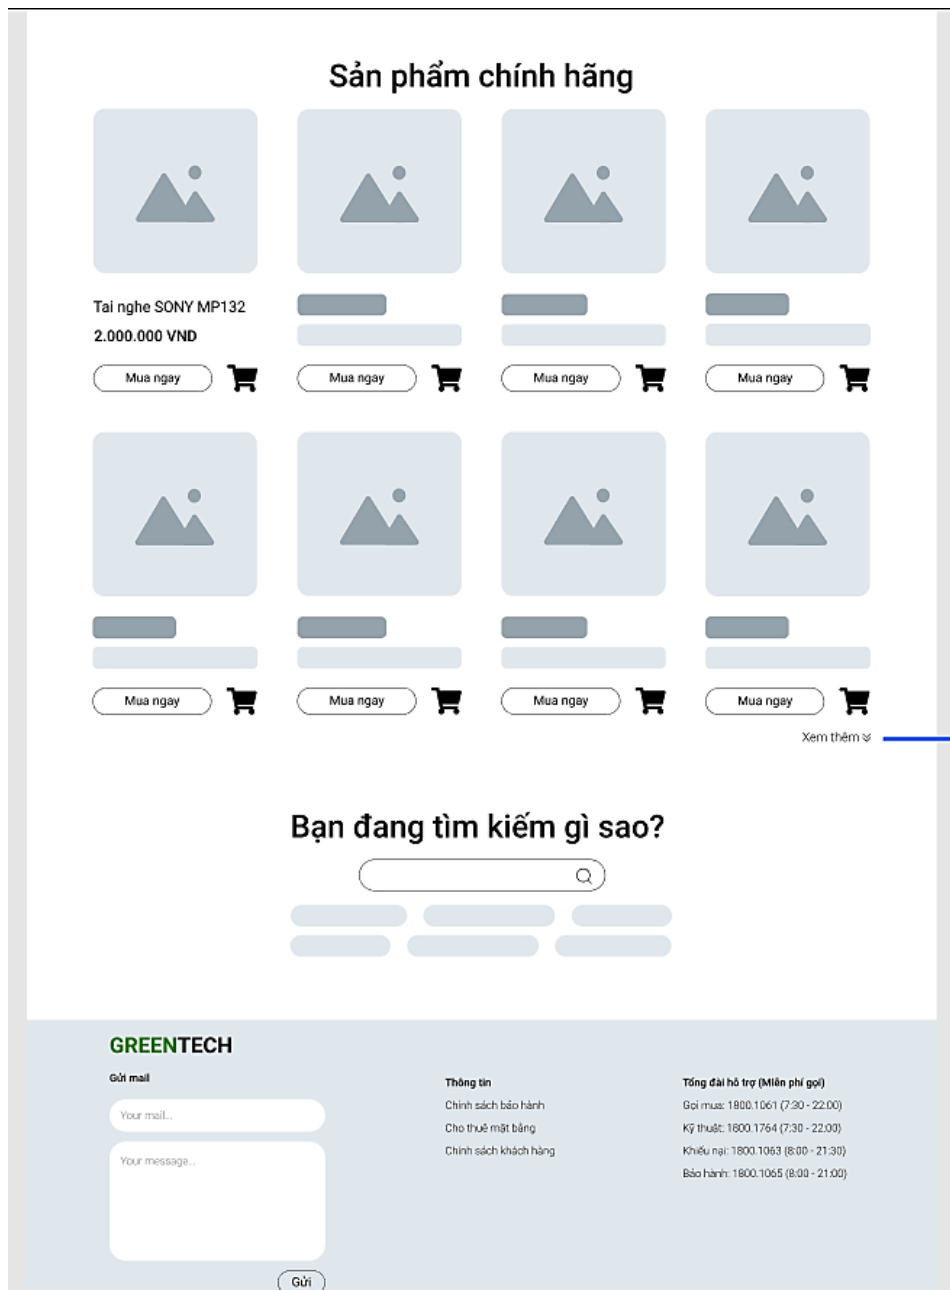 Sản phẩm chính hãng
Tai nghe SONY MP132
2.000.000 VND
Mua ngay
Mua ngay
Mua ngay
Mua ngay
Mua ngay
Mua ngay
Mua ngay
Mua ngay
Xem thêm
Bạn đang tìm kiếm gì sao?
GREENTECH
Gửi mail
Your mail...
Your message...
Gửi
Thông tin
Chính sách bảo hành
Cho thuê mặt bằng
Chính sách khách hàng
Tổng đài hỗ trợ (Miễn phí gọi)
Gọi mua: 1800.1061 (7:30 - 22:00)
Kỹ thuật: 1800.1764 (7:30 - 22:00)
Khiếu nại: 1800.1063 (8:00 - 21:30)
Bảo hành: 1800.1065 (8:00 - 21:00)